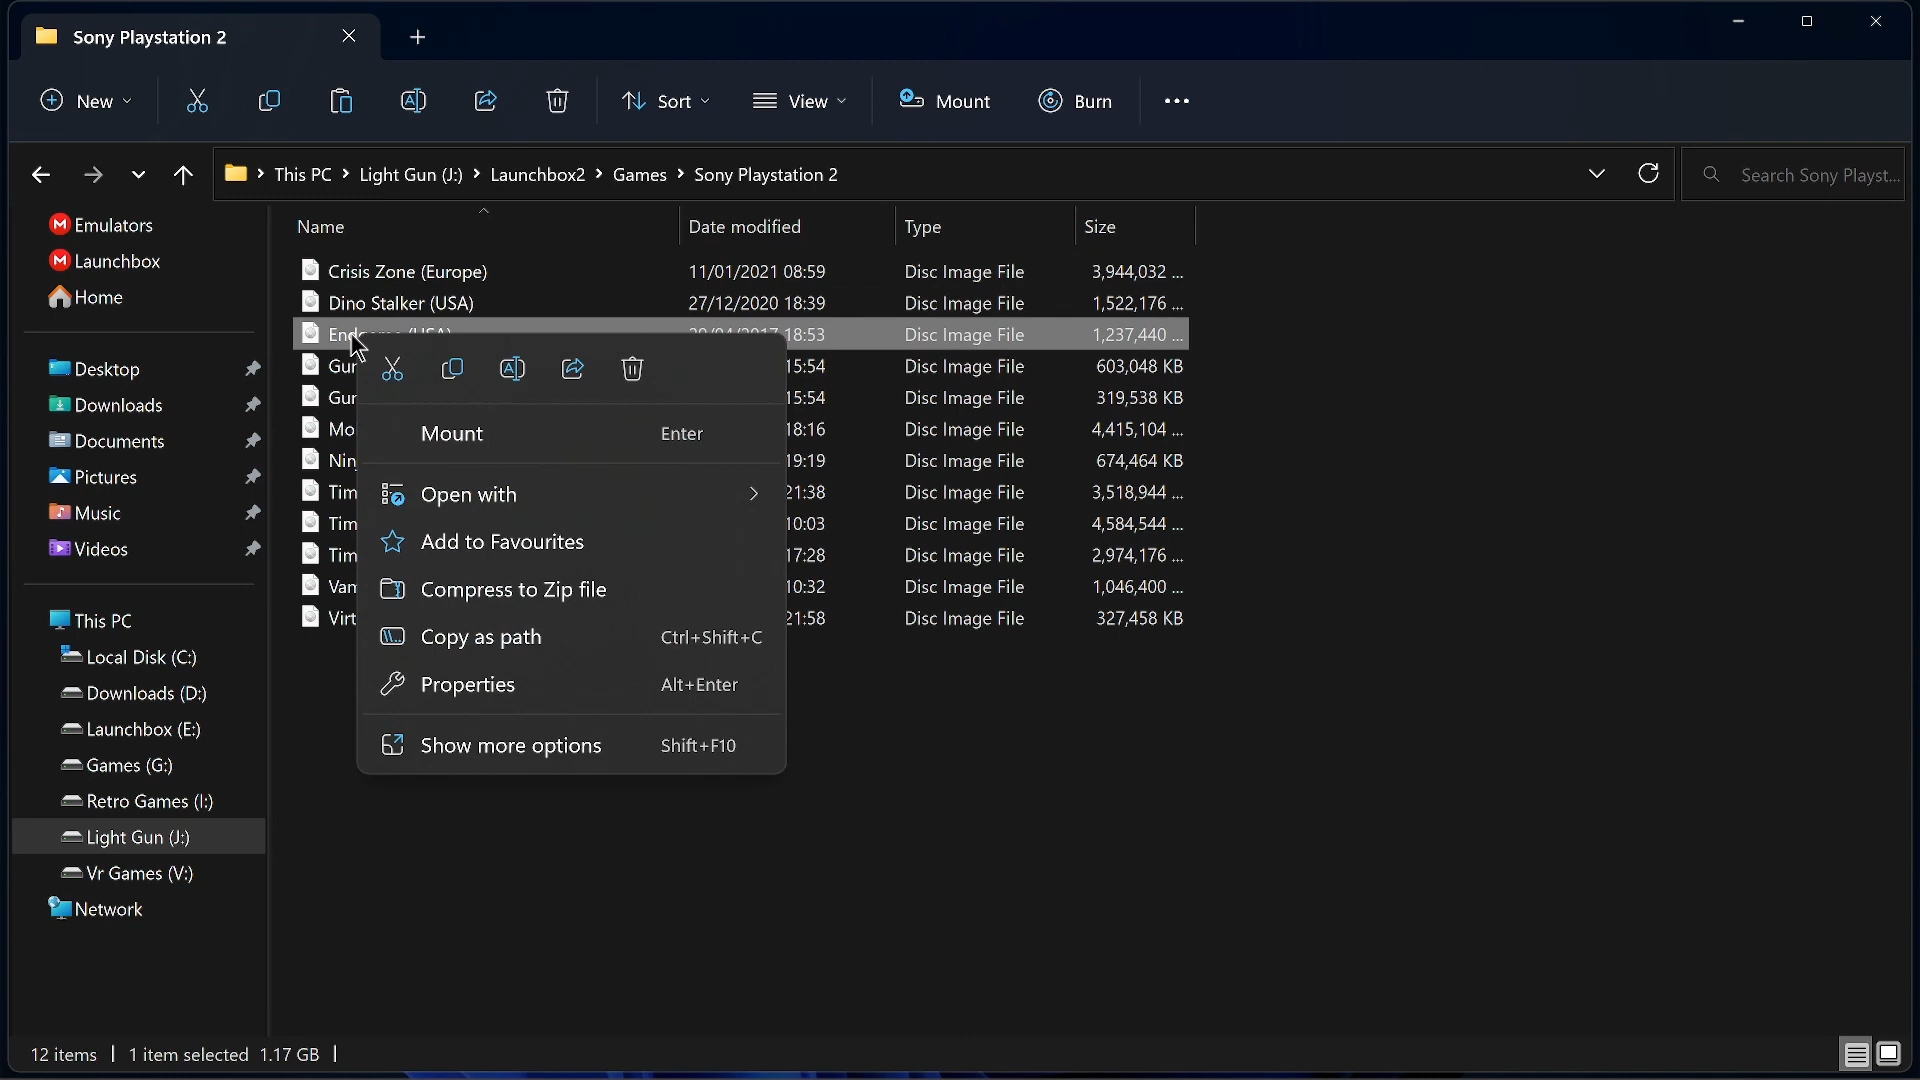 Sony Playstation 2
New
Sort
View
Mount
Burn
This PC > Light Gun (J:) > Launchbox2 > Games > Sony Playstation 2
Search Sony Playst...
Emulators
Launchbox
Home
Desktop
Downloads
Documents
Pictures
Music
Videos
This PC
Local Disk (C:)
Downloads (D:)
Launchbox (E:)
Games (G:)
Retro Games (I:)
Light Gun (J:)
Vr Games (V:)
Network
Name Date modified Type Size
Crisis Zone (Europe) 11/01/2021 08:59 Disc Image File 3,944,032 ...
Dino Stalker (USA) 27/12/2020 18:39 Disc Image File 1,522,176 ...
18:53 Disc Image File 1,237,440 ...
15:54 Disc Image File 603,048 KB
15:54 Disc Image File 319,538 KB
18:16 Disc Image File 4,415,104 ...
19:19 Disc Image File 674,464 KB
21:38 Disc Image File 3,518,944 ...
10:03 Disc Image File 4,584,544 ...
17:28 Disc Image File 2,974,176 ...
10:32 Disc Image File 1,046,400 ...
21:58 Disc Image File 327,458 KB
Mount Enter
Open with
Add to Favourites
Compress to Zip file
Copy as path Ctrl+Shift+C
Properties Alt+Enter
Show more options Shift+F10
12 items | 1 item selected 1.17 GB |